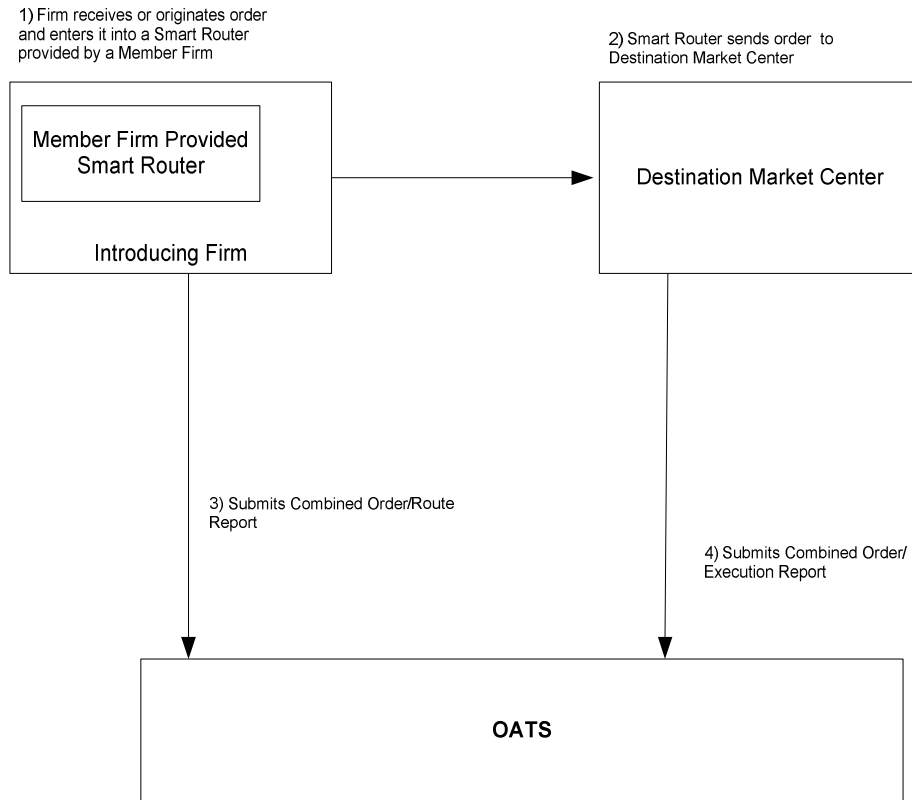 1) Firm receives or originates order
and enters it into a Smart Router
provided by a Member Firm
2) Smart Router sends order to
Destination Market Center
Member Firm Provided
Smart Router
Introducing Firm
Destination Market Center
3) Submits Combined Order/Route
Report
4) Submits Combined Order/
Execution Report
OATS